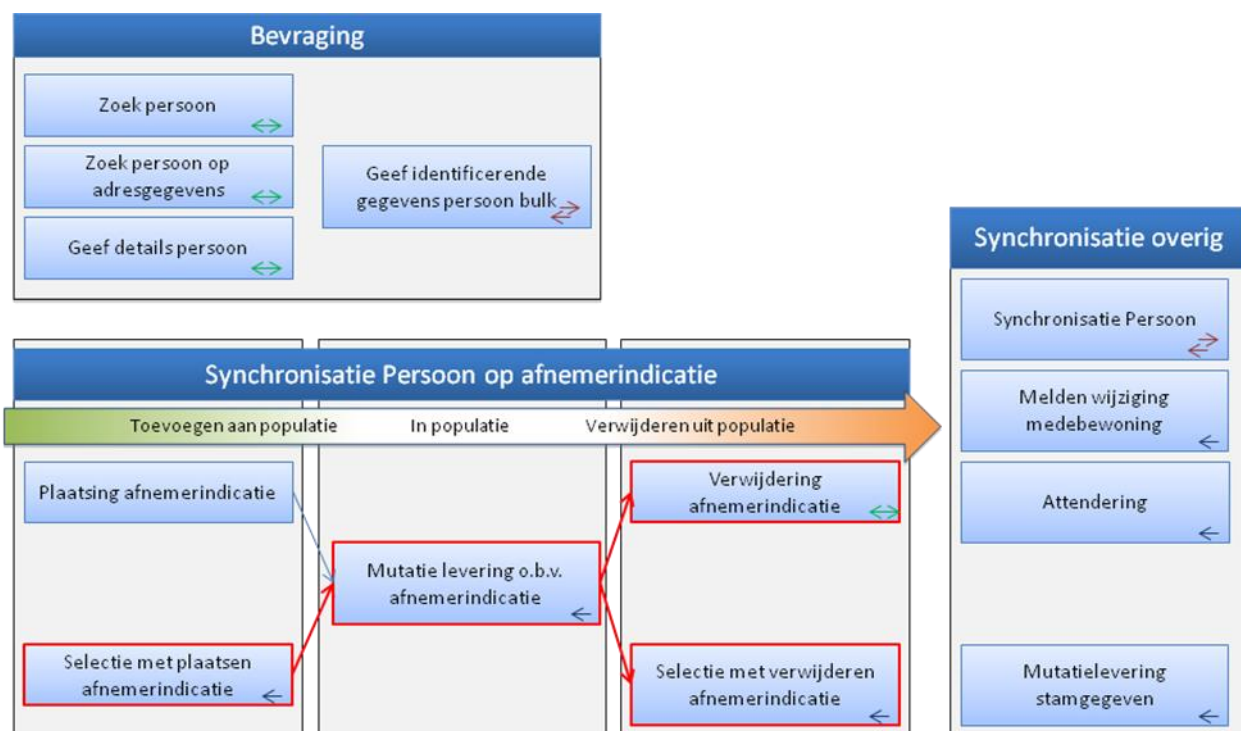 Bevraging
Zoek persoon
Zoek persoon op
adresgegevens
Geef details persoon
Geef identificerende
gegevens persoon bulk
Synchronisatie overig
Synchronisatie Persoon
Melden wijziging
medebewoning
Attendering
Mutatielevering
stamgegeven
Synchronisatie Persoon op afnemerindicatie
Toevoegen aan populatie
In populatie
Verwijderen uit populatie
Plaatsing afnemerindicatie
Selectie met plaatsen
afnemerindicatie
Mutatie levering o.b.v.
afnemerindicatie
Verwijdering
afnemerindicatie
Selectie met verwijderen
afnemerindicatie